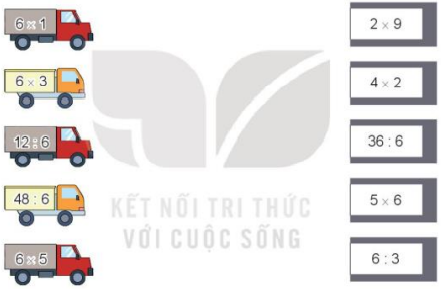 6 × 1
2 × 9
6 × 3
4 × 2
12 : 6
36 : 6
48 : 6
5 × 6
KẾT NỐI TRI THỨC
VỚI CUỘC SỐNG
6 × 5
6 : 3